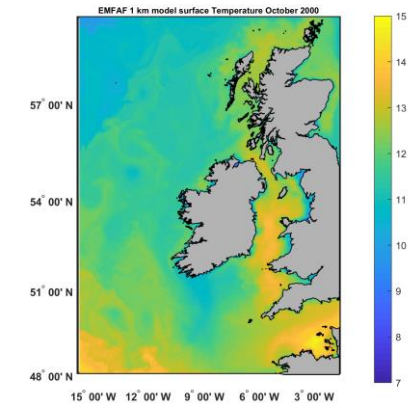 EMFAF 1 km model surface Temperature October 2000
57° 00' N
54° 00' N
51° 00' N
48° 00' N
15° 00' W 12° 00' W 9° 00' W 6° 00' W 3° 00' W
15
14
13
12
11
10
9
8
7